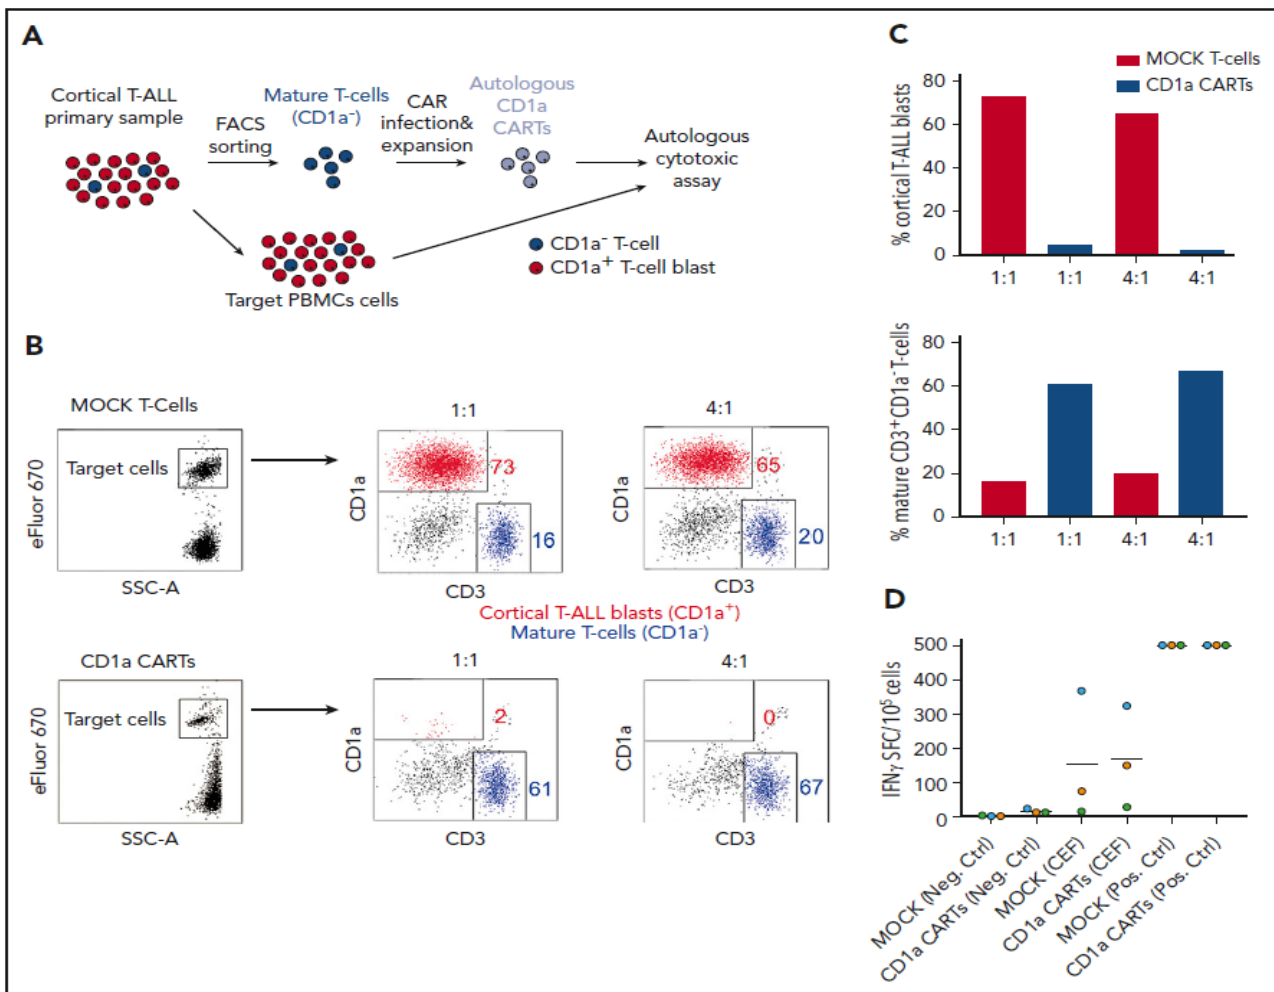 A
Cortical T-ALL
primary sample
FACS
sorting
Mature T-cells
(CD1a⁻)
CAR
infection&
expansion
Autologous
CD1a
CARTs
Autologous
cytotoxic
assay
CD1a⁻ T-cell
CD1a⁺ T-cell blast
Target PBMCs cells
B
MOCK T-Cells
Target cells
eFluor 670
SSC-A
1:1
73
16
CD1a
CD3
4:1
65
20
CD1a
CD3
Cortical T-ALL blasts (CD1a⁺)
Mature T-cells (CD1a⁻)
CD1a CARTs
Target cells
eFluor 670
SSC-A
1:1
2
61
CD1a
CD3
4:1
0
67
CD1a
CD3
C
MOCK T-cells
CD1a CARTs
% cortical T-ALL blasts
80
60
40
20
0
1:1 1:1 4:1 4:1
% mature CD3⁺CD1a⁻ T-cells
80
60
40
20
0
1:1 1:1 4:1 4:1
D
IFNγ SFC/10⁵ cells
500
400
300
200
100
0
MOCK (Neg. Ctrl)
CD1a CARTs (Neg. Ctrl)
MOCK (CEF)
CD1a CARTs (CEF)
MOCK (Pos. Ctrl)
CD1a CARTs (Pos. Ctrl)